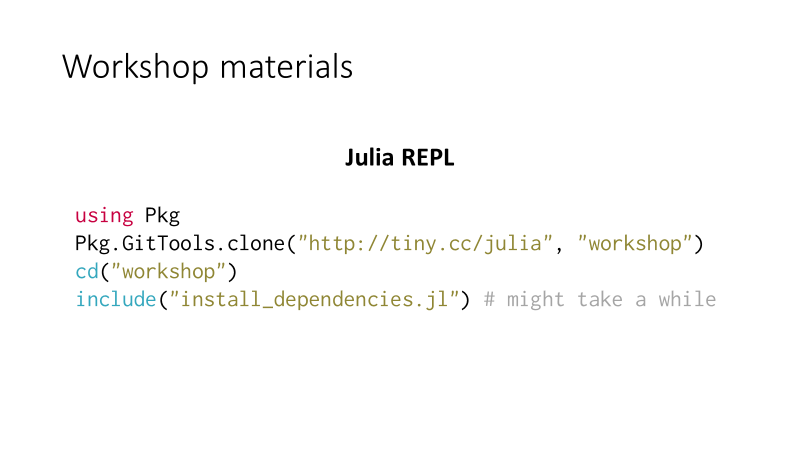 Workshop materials
Julia REPL
using Pkg
Pkg.GitTools.clone("http://tiny.cc/julia", "workshop")
cd("workshop")
include("install_dependencies.jl") # might take a while